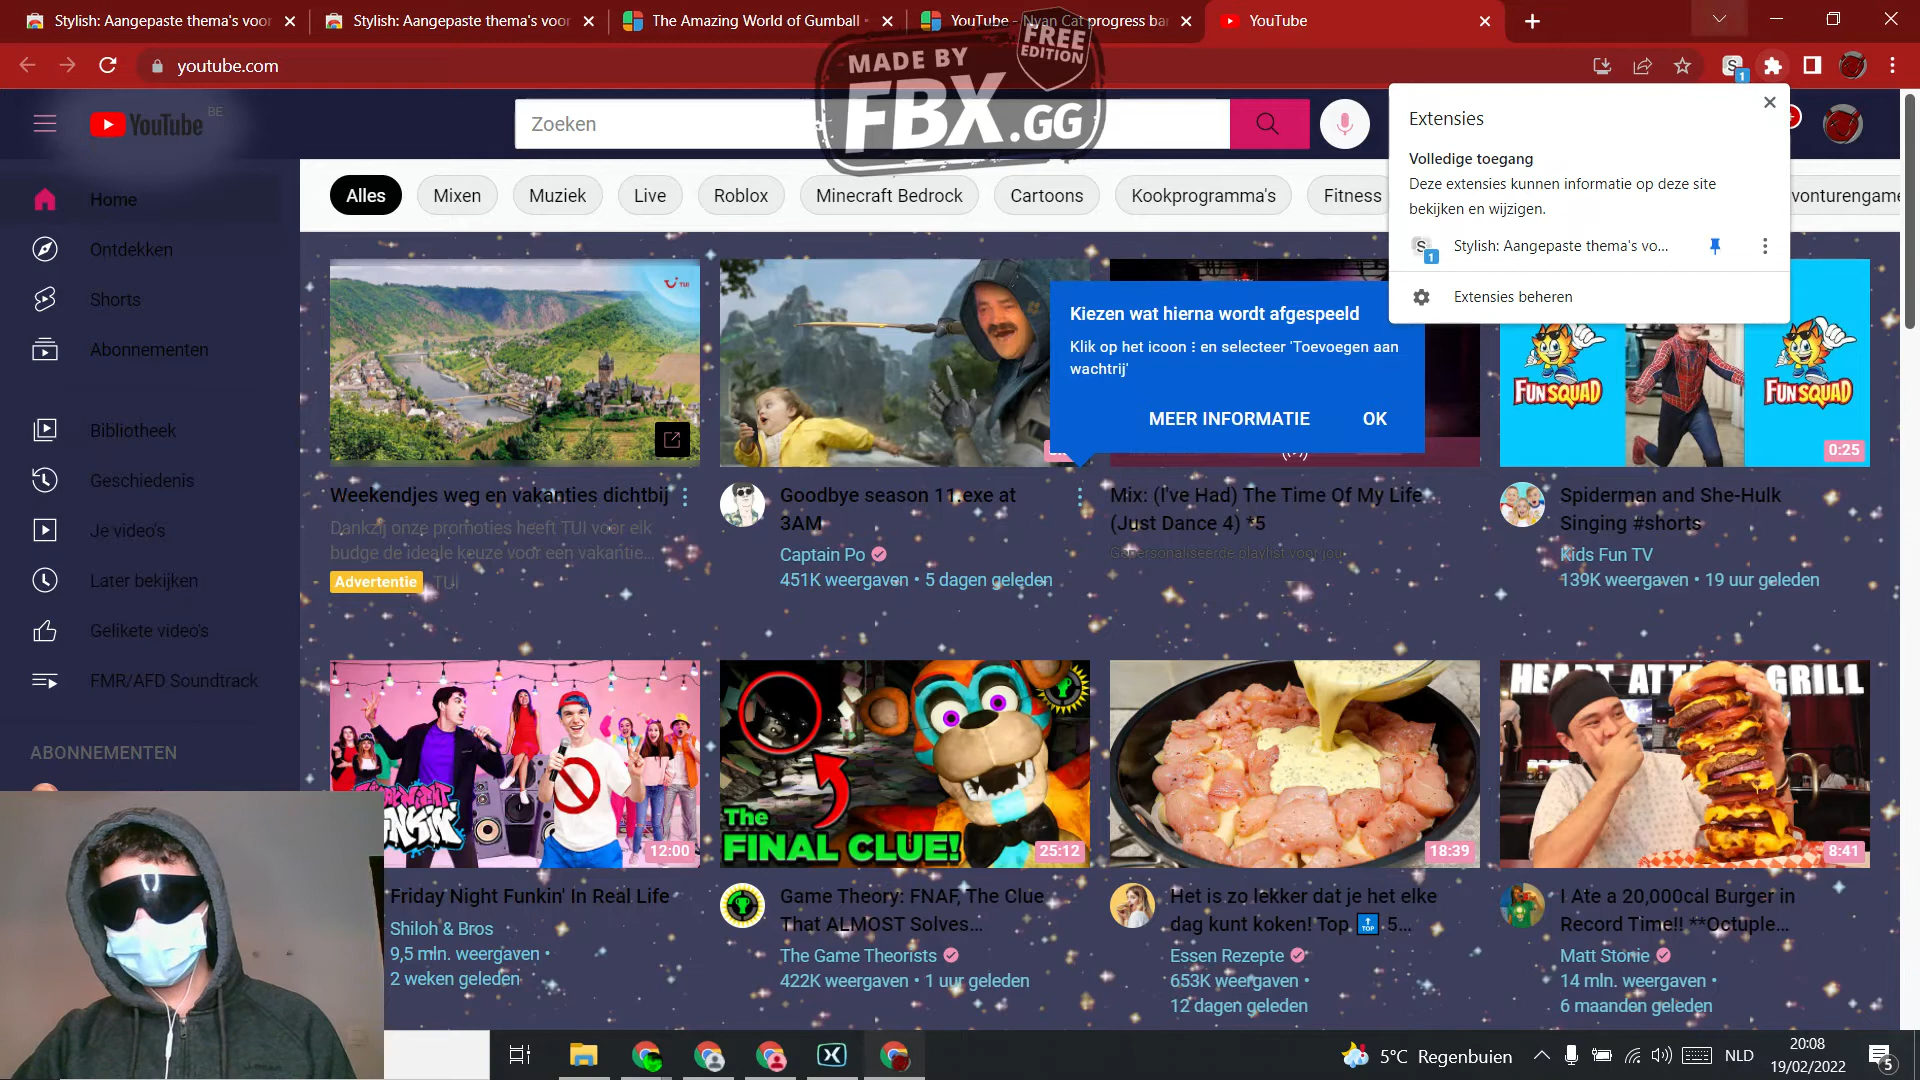 Stylish: Aangepaste thema's voor
Stylish: Aangepaste thema's voor
The Amazing World of Gumball
YouTube - Nyan Cat progress bar
YouTube
youtube.com
MADE BY
FBX.GG
FREE
EDITION
YouTube
BE
Zoeken
Extensies
Volledige toegang
Deze extensies kunnen informatie op deze site
bekijken en wijzigen.
Stylish: Aangepaste thema's vo...
1
Extensies beheren
Home
Ontdekken
Shorts
Abonnementen
Bibliotheek
Geschiedenis
Je video's
Later bekijken
Gelikete video's
FMR/AFD Soundtrack
ABONNEMENTEN
Alles
Mixen
Muziek
Live
Roblox
Minecraft Bedrock
Cartoons
Kookprogramma's
Fitness
vonturengame
TUI
Weekendjes weg en vakanties dichtbij
Dankzij onze promoties heeft TUI voor elk
budge de ideale keuze voor een vakantie...
Advertentie
TUI
Goodbye season 11.exe at
3AM
Captain Po
451K weergaven • 5 dagen geleden
Kiezen wat hierna wordt afgespeeld
Klik op het icoon ⋮ en selecteer 'Toevoegen aan
wachtrij'
MEER INFORMATIE
OK
Mix: (I've Had) The Time Of My Life
(Just Dance 4) *5
Gepersonaliseerde playlist voor jou
FUN SQUAD
FUN SQUAD
0:25
Spiderman and She-Hulk
Singing #shorts
Kids Fun TV
139K weergaven • 19 uur geleden
12:00
Friday Night Funkin' In Real Life
Shiloh & Bros
9,5 mln. weergaven •
2 weken geleden
The
FINAL CLUE!
25:12
Game Theory: FNAF, The Clue
That ALMOST Solves...
The Game Theorists
422K weergaven • 1 uur geleden
18:39
Het is zo lekker dat je het elke
dag kunt koken! Top 🔝 5...
Essen Rezepte
653K weergaven •
12 dagen geleden
HEART ATT GRILL
8:41
I Ate a 20,000cal Burger in
Record Time!! **Octuple...
Matt Stonie
14 mln. weergaven •
6 maanden geleden
5°C Regenbuien
NLD
20:08
19/02/2022
5